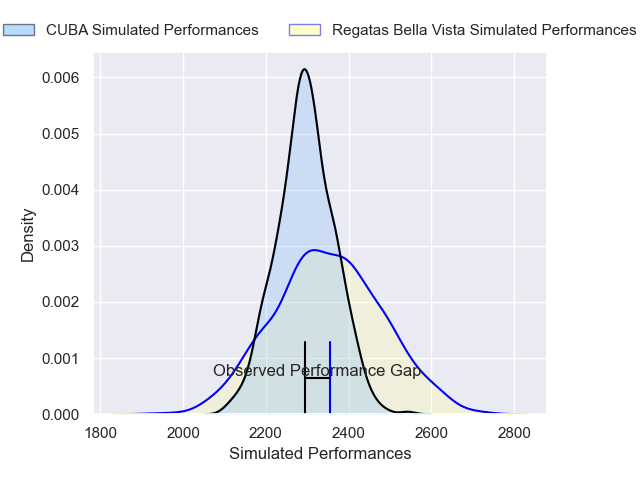 CUBA Simulated Performances
Regatas Bella Vista Simulated Performances
0.006
0.005
0.004
0.003
0.002
0.001
0.000
Density
Observed Performance Gap
1800 2000 2200 2400 2600 2800
Simulated Performances